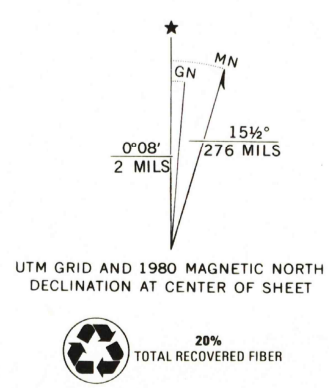 MN
GN
0°08'
2 MILS
15½°
276 MILS
UTM GRID AND 1980 MAGNETIC NORTH
DECLINATION AT CENTER OF SHEET
20%
TOTAL RECOVERED FIBER